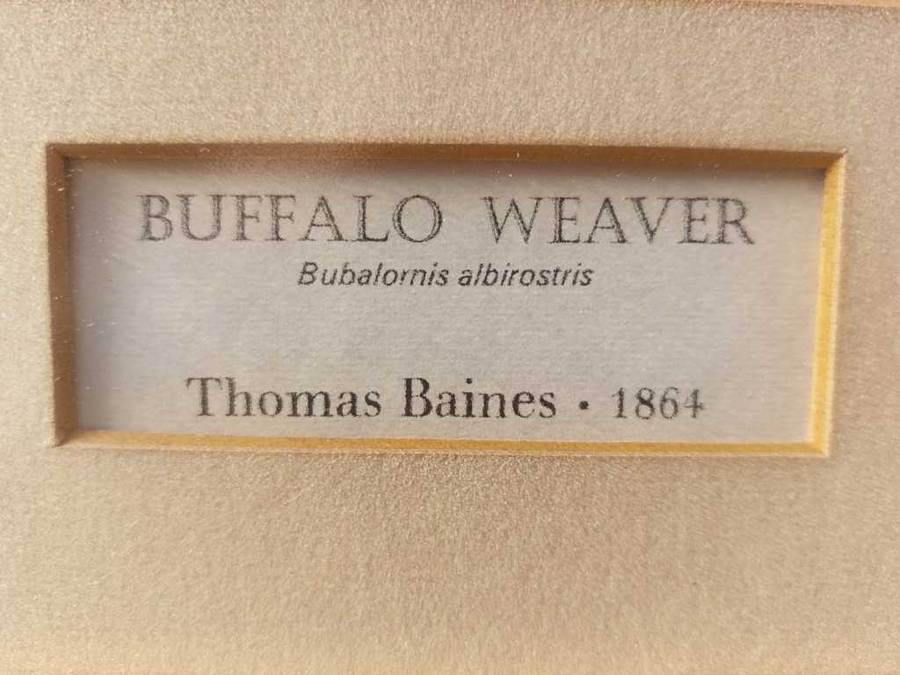 BUFFALO WEAVER
Bubalornis albirostris
Thomas Baines • 1864